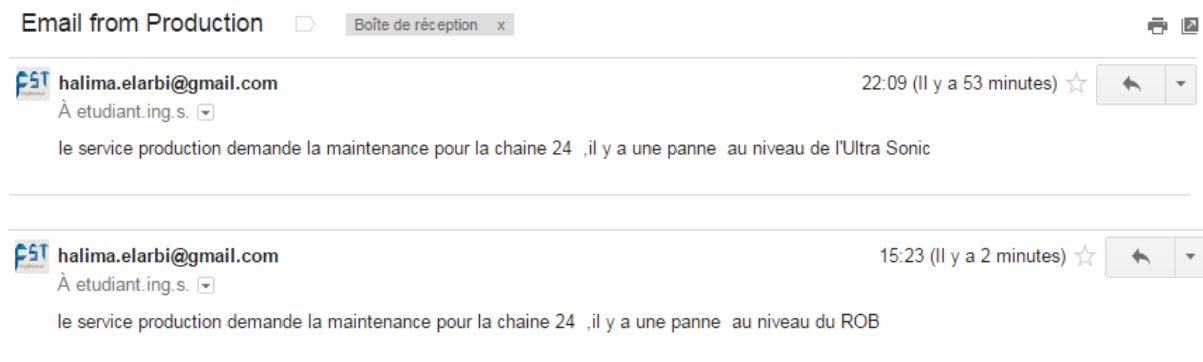 Email from Production
Boîte de réception x
FST
halima.elarbi@gmail.com
22:09 (Il y a 53 minutes)
À etudiant.ing.s.
le service production demande la maintenance pour la chaine 24 ,il y a une panne au niveau de l'Ultra Sonic
FST
halima.elarbi@gmail.com
15:23 (Il y a 2 minutes)
À etudiant.ing.s.
le service production demande la maintenance pour la chaine 24 ,il y a une panne au niveau du ROB